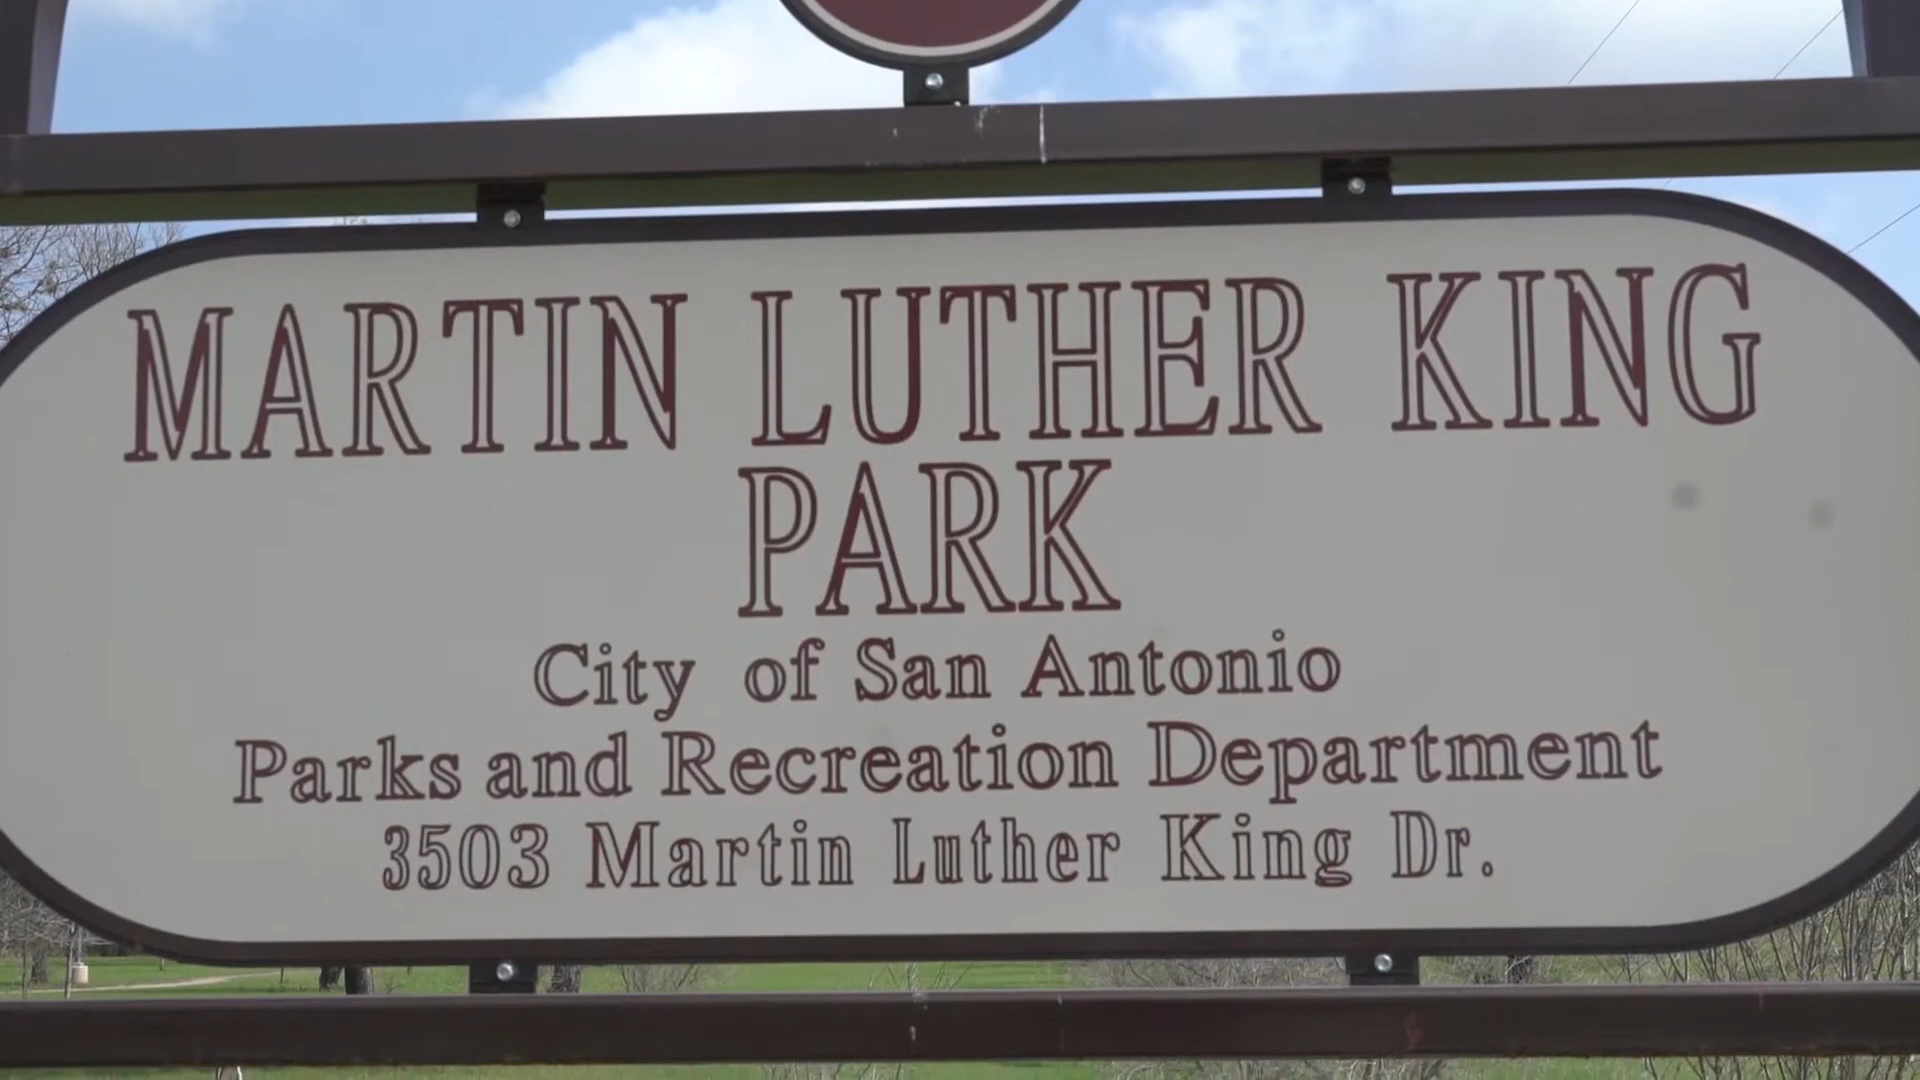 MARTIN LUTHER KING
PARK
City of San Antonio
Parks and Recreation Department
3503 Martin Luther King Dr.